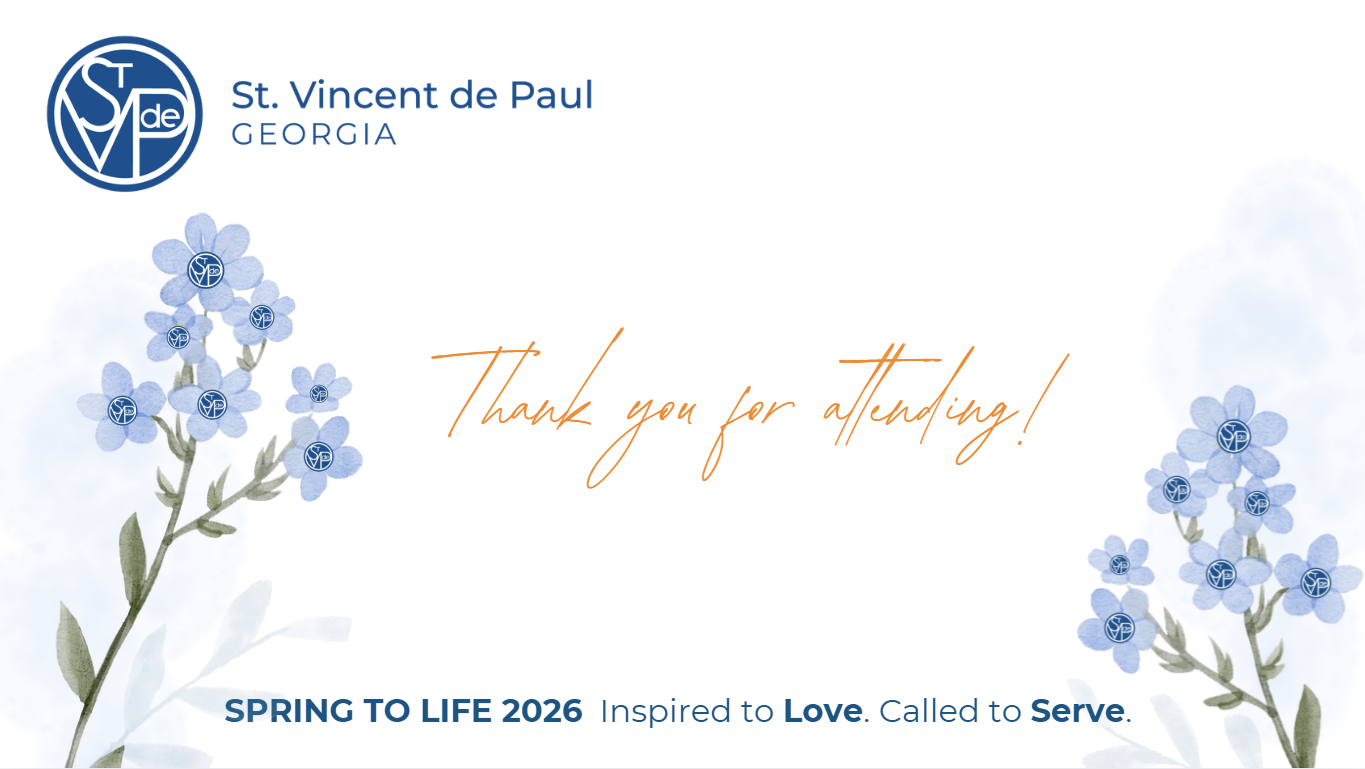 St. Vincent de Paul
GEORGIA
Thank you for attending!
SPRING TO LIFE 2026 Inspired to Love. Called to Serve.